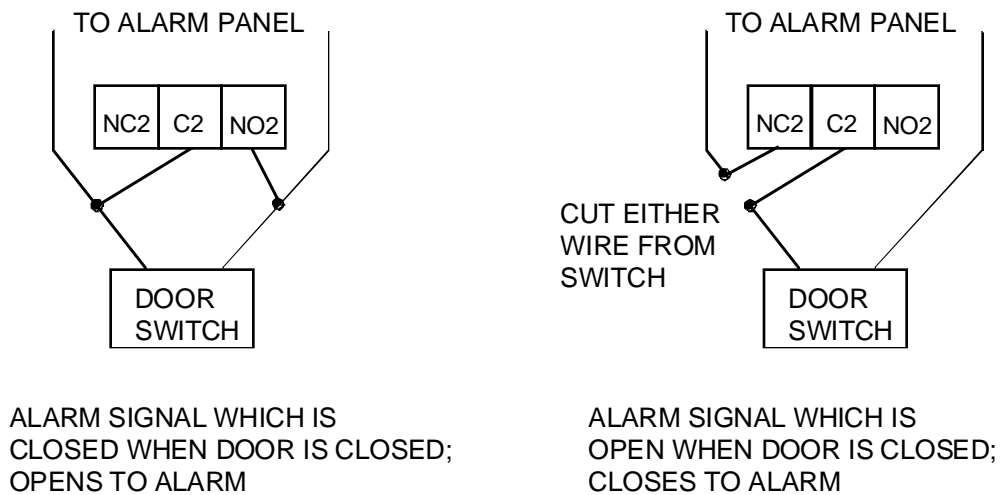 TO ALARM PANEL
NC2 C2 NO2
DOOR
SWITCH
ALARM SIGNAL WHICH IS
CLOSED WHEN DOOR IS CLOSED;
OPENS TO ALARM
TO ALARM PANEL
NC2 C2 NO2
CUT EITHER
WIRE FROM
SWITCH
DOOR
SWITCH
ALARM SIGNAL WHICH IS
OPEN WHEN DOOR IS CLOSED;
CLOSES TO ALARM